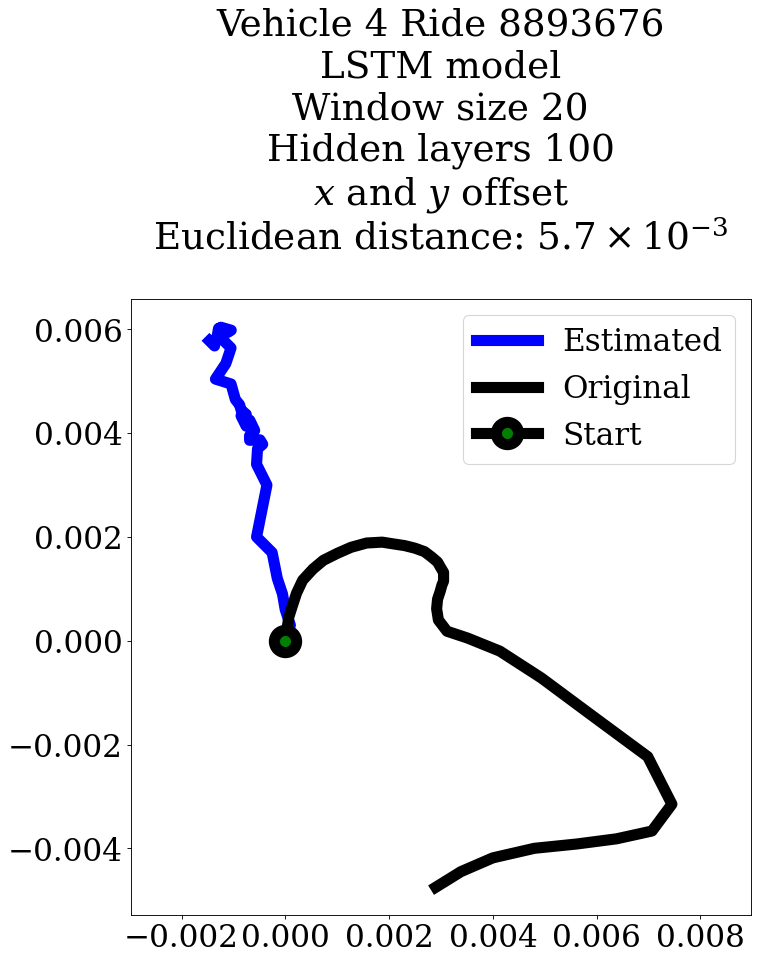 Vehicle 4 Ride 8893676
LSTM model
Window size 20
Hidden layers 100
x and y offset
Euclidean distance: 5.7 × 10⁻³
Estimated
Original
Start
0.006
0.004
0.002
0.000
−0.002
−0.004
−0.002 0.000 0.002 0.004 0.006 0.008